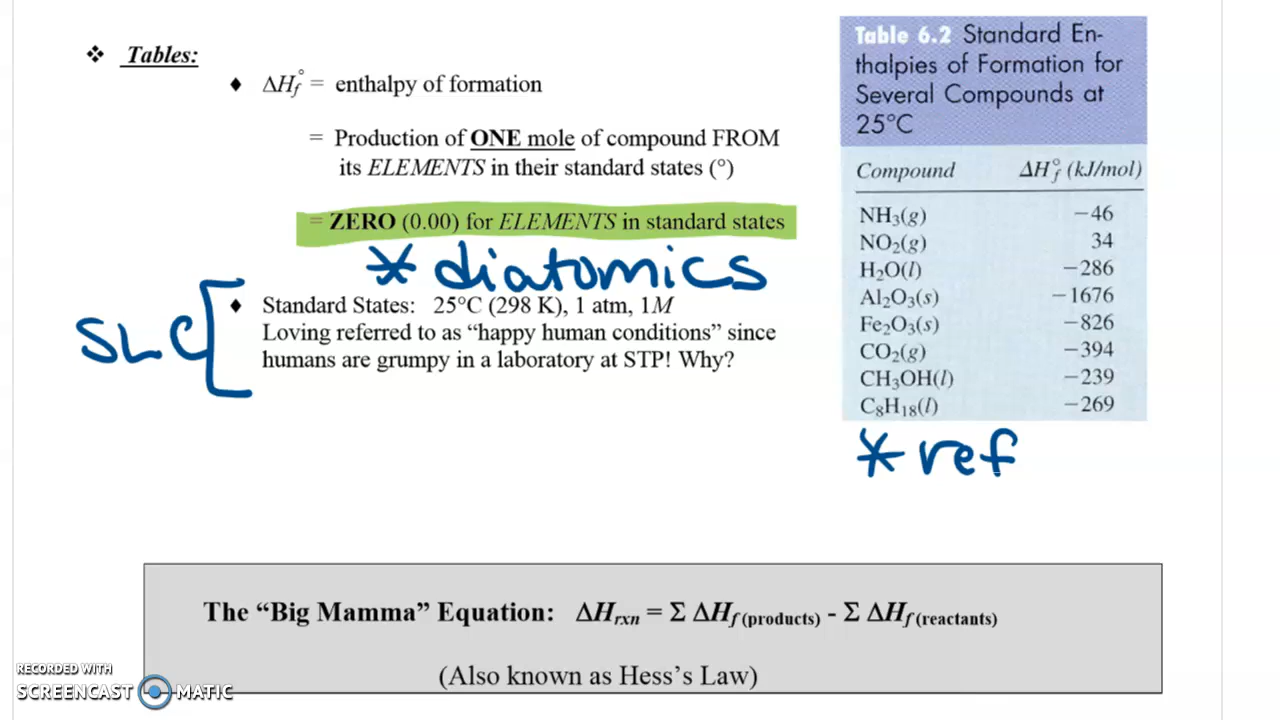 ❖ Tables:
♦ ΔHf° = enthalpy of formation
= Production of ONE mole of compound FROM
its ELEMENTS in their standard states (°)
= ZERO (0.00) for ELEMENTS in standard states
* diatomics
SLC
♦ Standard States: 25°C (298 K), 1 atm, 1M
Loving referred to as “happy human conditions” since
humans are grumpy in a laboratory at STP! Why?
Table 6.2 Standard En-
thalpies of Formation for
Several Compounds at
25°C
Compound ΔHf° (kJ/mol)
NH₃(g) −46
NO₂(g) 34
H₂O(l) −286
Al₂O₃(s) −1676
Fe₂O₃(s) −826
CO₂(g) −394
CH₃OH(l) −239
C₈H₁₈(l) −269
* ref
The “Big Mamma” Equation: ΔHrxn = Σ ΔHf (products) - Σ ΔHf (reactants)
(Also known as Hess’s Law)
RECORDED WITH
SCREENCAST MATIC